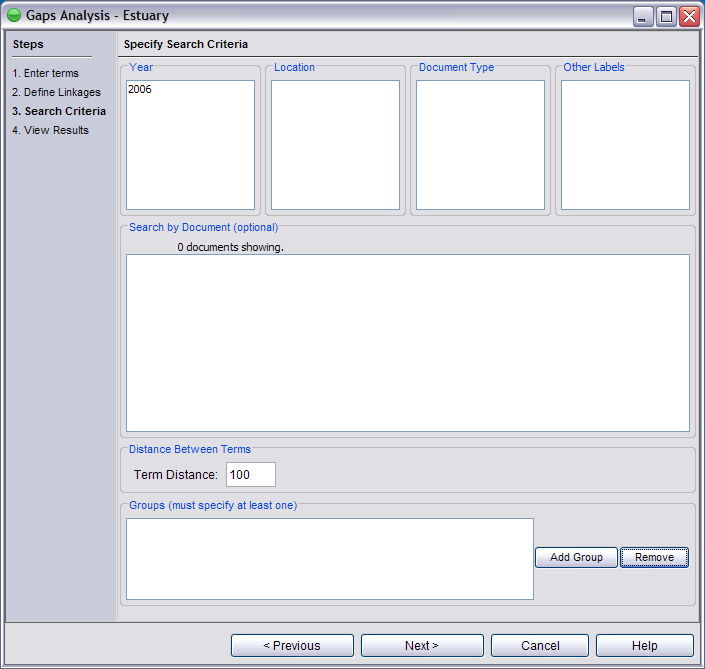 Gaps Analysis - Estuary
Steps
1. Enter terms
2. Define Linkages
3. Search Criteria
4. View Results
Specify Search Criteria
Year
2006
Location
Document Type
Other Labels
Search by Document (optional)
0 documents showing.
Distance Between Terms
Term Distance: 100
Groups (must specify at least one)
Add Group
Remove
< Previous
Next >
Cancel
Help